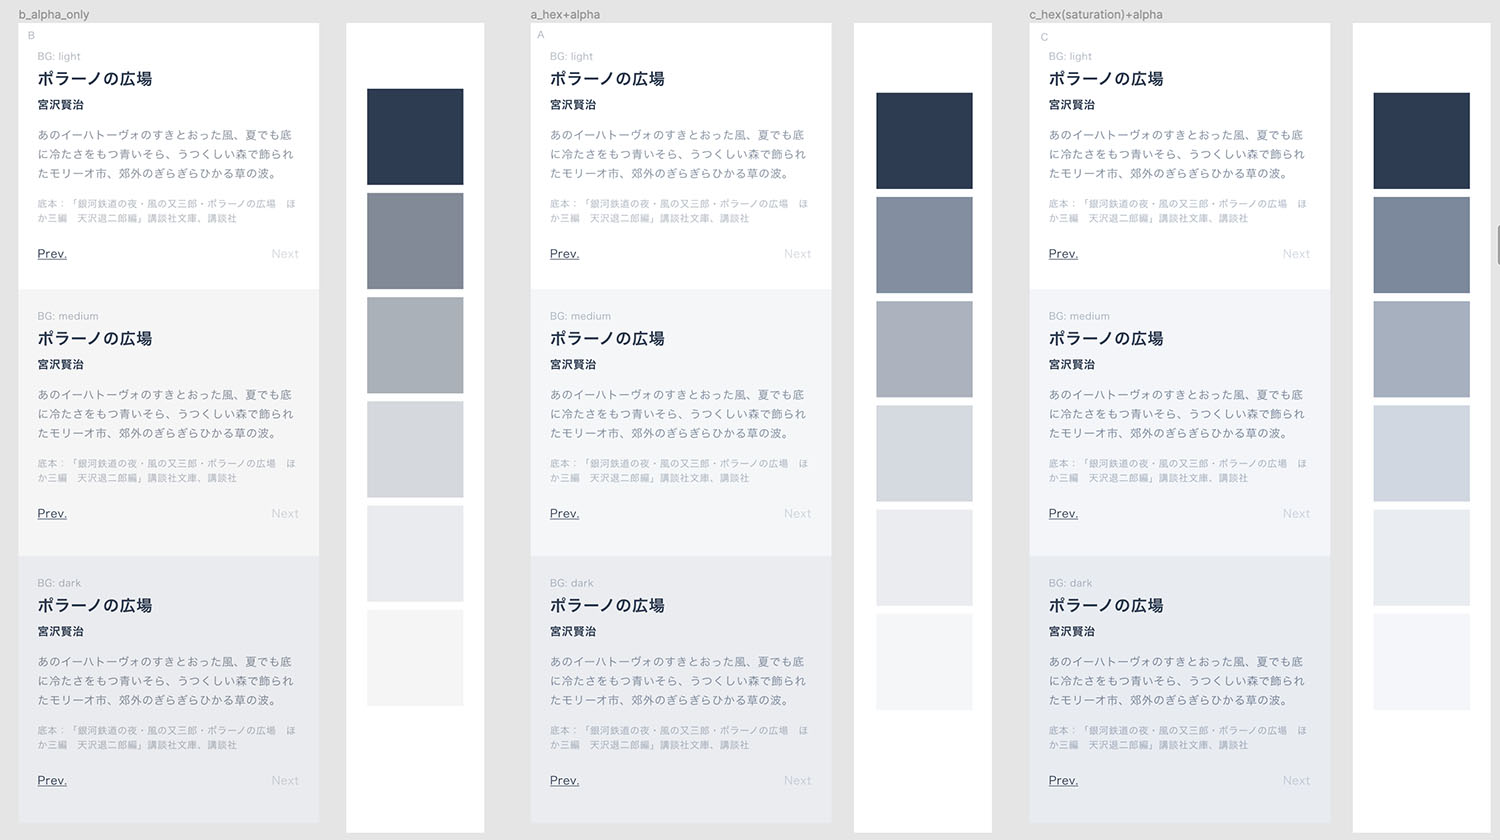 b_alpha_only
B
BG: light
ポラーノの広場
宮沢賢治
あのイーハトーヴォのすきとおった風、夏でも底
に冷たさをもつ青いそら、うつくしい森で飾られ
たモリーオ市、郊外のぎらぎらひかる草の波。
底本：「銀河鉄道の夜・風の又三郎・ポラーノの広場　ほ
か三編　天沢退二郎編」講談社文庫、講談社
Prev.
Next
BG: medium
ポラーノの広場
宮沢賢治
あのイーハトーヴォのすきとおった風、夏でも底
に冷たさをもつ青いそら、うつくしい森で飾られ
たモリーオ市、郊外のぎらぎらひかる草の波。
底本：「銀河鉄道の夜・風の又三郎・ポラーノの広場　ほ
か三編　天沢退二郎編」講談社文庫、講談社
Prev.
Next
BG: dark
ポラーノの広場
宮沢賢治
あのイーハトーヴォのすきとおった風、夏でも底
に冷たさをもつ青いそら、うつくしい森で飾られ
たモリーオ市、郊外のぎらぎらひかる草の波。
底本：「銀河鉄道の夜・風の又三郎・ポラーノの広場　ほ
か三編　天沢退二郎編」講談社文庫、講談社
Prev.
Next
a_hex+alpha
A
BG: light
ポラーノの広場
宮沢賢治
あのイーハトーヴォのすきとおった風、夏でも底
に冷たさをもつ青いそら、うつくしい森で飾られ
たモリーオ市、郊外のぎらぎらひかる草の波。
底本：「銀河鉄道の夜・風の又三郎・ポラーノの広場　ほ
か三編　天沢退二郎編」講談社文庫、講談社
Prev.
Next
BG: medium
ポラーノの広場
宮沢賢治
あのイーハトーヴォのすきとおった風、夏でも底
に冷たさをもつ青いそら、うつくしい森で飾られ
たモリーオ市、郊外のぎらぎらひかる草の波。
底本：「銀河鉄道の夜・風の又三郎・ポラーノの広場　ほ
か三編　天沢退二郎編」講談社文庫、講談社
Prev.
Next
BG: dark
ポラーノの広場
宮沢賢治
あのイーハトーヴォのすきとおった風、夏でも底
に冷たさをもつ青いそら、うつくしい森で飾られ
たモリーオ市、郊外のぎらぎらひかる草の波。
底本：「銀河鉄道の夜・風の又三郎・ポラーノの広場　ほ
か三編　天沢退二郎編」講談社文庫、講談社
Prev.
Next
c_hex(saturation)+alpha
C
BG: light
ポラーノの広場
宮沢賢治
あのイーハトーヴォのすきとおった風、夏でも底
に冷たさをもつ青いそら、うつくしい森で飾られ
たモリーオ市、郊外のぎらぎらひかる草の波。
底本：「銀河鉄道の夜・風の又三郎・ポラーノの広場　ほ
か三編　天沢退二郎編」講談社文庫、講談社
Prev.
Next
BG: medium
ポラーノの広場
宮沢賢治
あのイーハトーヴォのすきとおった風、夏でも底
に冷たさをもつ青いそら、うつくしい森で飾られ
たモリーオ市、郊外のぎらぎらひかる草の波。
底本：「銀河鉄道の夜・風の又三郎・ポラーノの広場　ほ
か三編　天沢退二郎編」講談社文庫、講談社
Prev.
Next
BG: dark
ポラーノの広場
宮沢賢治
あのイーハトーヴォのすきとおった風、夏でも底
に冷たさをもつ青いそら、うつくしい森で飾られ
たモリーオ市、郊外のぎらぎらひかる草の波。
底本：「銀河鉄道の夜・風の又三郎・ポラーノの広場　ほ
か三編　天沢退二郎編」講談社文庫、講談社
Prev.
Next